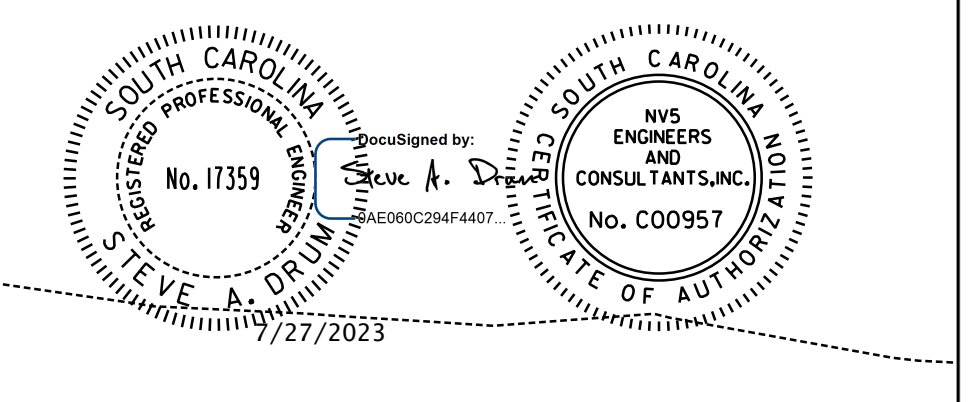 SOUTH CAROLINA
REGISTERED PROFESSIONAL ENGINEER
No. 17359
STEVE A. DRUM
DocuSigned by:
Steve A. Drum
0AE060C294F4407...
7/27/2023
SOUTH CAROLINA
CERTIFICATE OF AUTHORIZATION
NV5
ENGINEERS
AND
CONSULTANTS,INC.
No. C00957